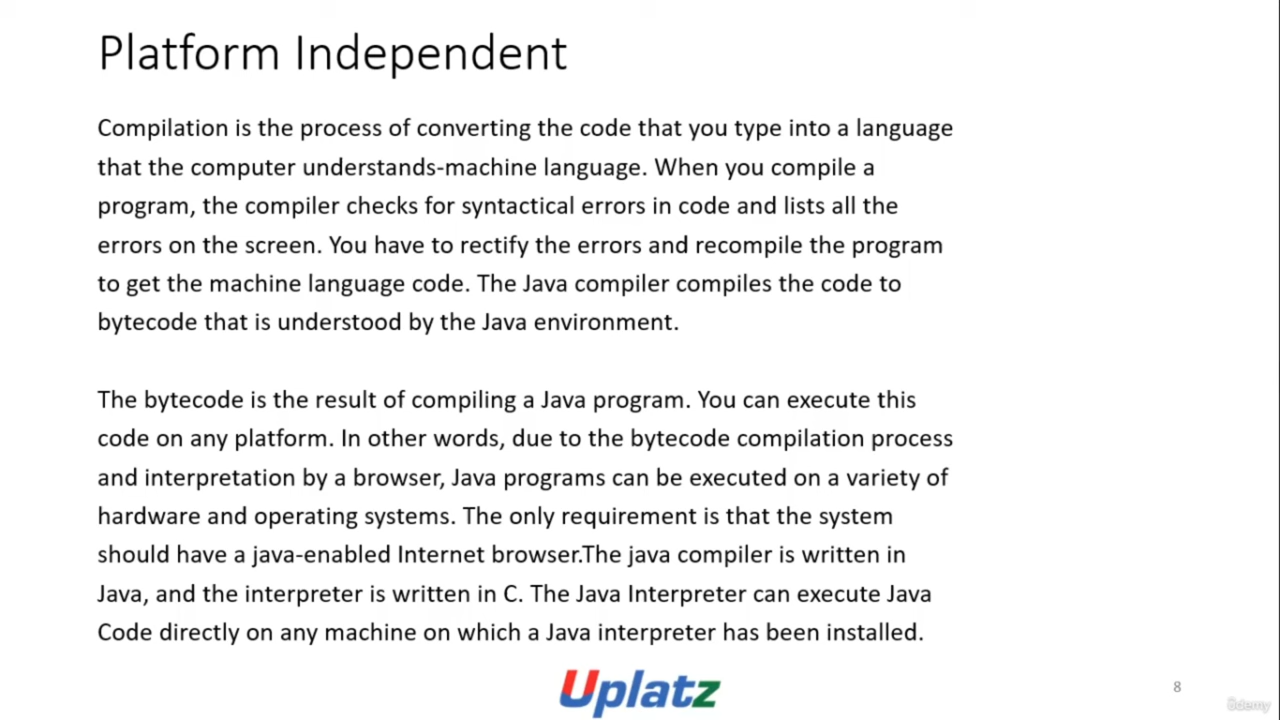 Platform Independent
Compilation is the process of converting the code that you type into a language
that the computer understands-machine language. When you compile a
program, the compiler checks for syntactical errors in code and lists all the
errors on the screen. You have to rectify the errors and recompile the program
to get the machine language code. The Java compiler compiles the code to
bytecode that is understood by the Java environment.
The bytecode is the result of compiling a Java program. You can execute this
code on any platform. In other words, due to the bytecode compilation process
and interpretation by a browser, Java programs can be executed on a variety of
hardware and operating systems. The only requirement is that the system
should have a java-enabled Internet browser.The java compiler is written in
Java, and the interpreter is written in C. The Java Interpreter can execute Java
Code directly on any machine on which a Java interpreter has been installed.
Uplatz
8
ûdemy